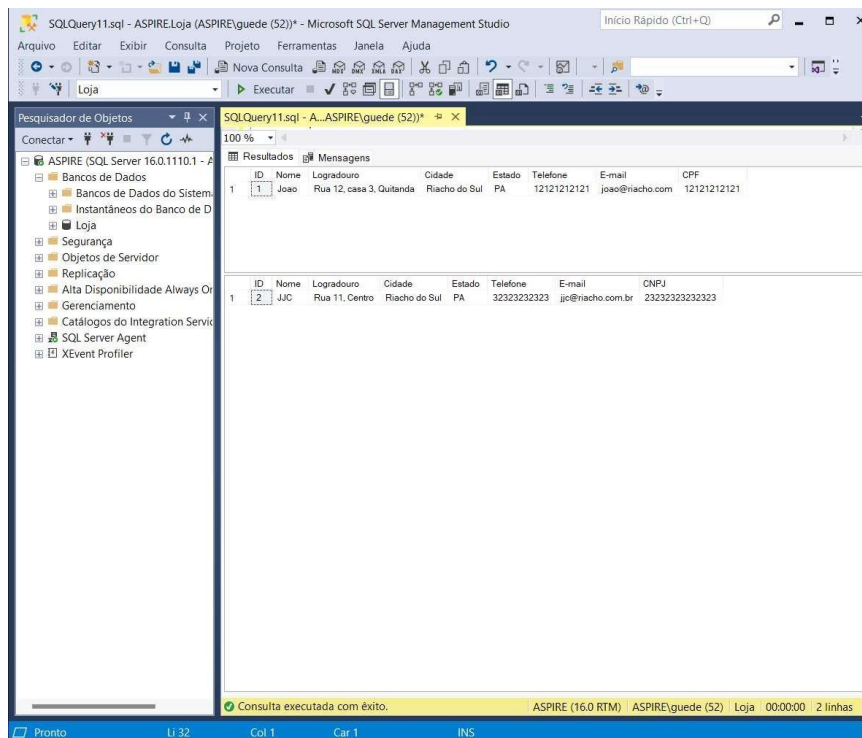 SQLQuery11.sql - ASPIRE.Loja (ASPIRE\guede (52))* - Microsoft SQL Server Management Studio
Início Rápido (Ctrl+Q)
Arquivo Editar Exibir Consulta Projeto Ferramentas Janela Ajuda
Nova Consulta MDX DMX XMLA DAX
Loja Executar
Pesquisador de Objetos
Conectar
ASPIRE (SQL Server 16.0.1110.1 - A
Bancos de Dados
Bancos de Dados do Sistema
Instantâneos do Banco de D
Loja
Segurança
Objetos de Servidor
Replicação
Alta Disponibilidade Always On
Gerenciamento
Catálogos do Integration Servic
SQL Server Agent
XEvent Profiler
SQLQuery11.sql - A...ASPIRE\guede (52))*
100 %
Resultados Mensagens
ID Nome Logradouro Cidade Estado Telefone E-mail CPF
1 1 Joao Rua 12, casa 3, Quitanda Riacho do Sul PA 12121212121 joao@riacho.com 12121212121
ID Nome Logradouro Cidade Estado Telefone E-mail CNPJ
1 2 JJC Rua 11, Centro Riacho do Sul PA 32323232323 jjc@riacho.com.br 23232323232323
Consulta executada com êxito. ASPIRE (16.0 RTM) ASPIRE\guede (52) Loja 00:00:00 2 linhas
Pronto Li 32 Col 1 Car 1 INS